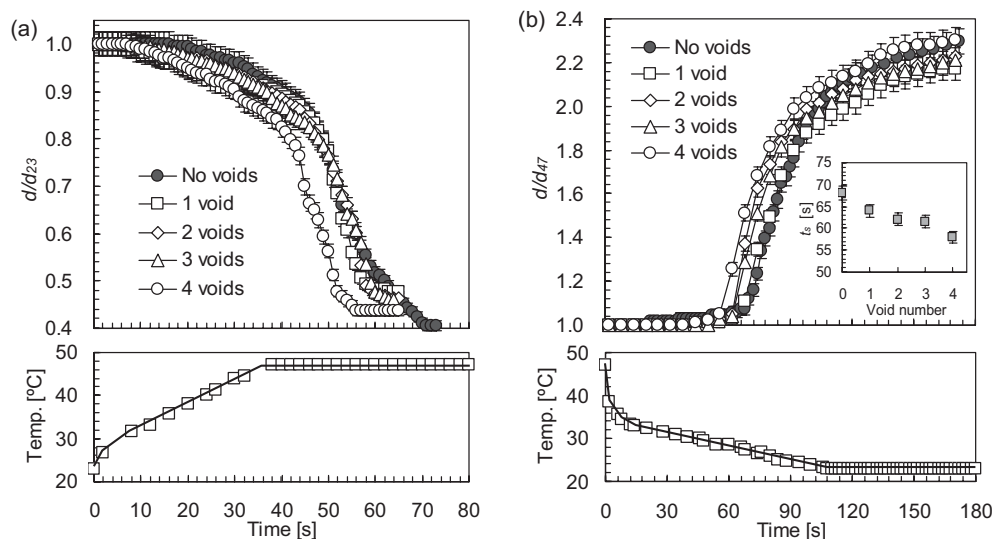 (a)
1.0
0.9
0.8
0.7
0.6
0.5
0.4
d/d23
No voids
1 void
2 voids
3 voids
4 voids
50
40
30
20
Temp. [ºC]
0 10 20 30 40 50 60 70 80
Time [s]
(b)
2.4
2.2
2.0
1.8
1.6
1.4
1.2
1.0
d/d47
No voids
1 void
2 voids
3 voids
4 voids
75
70
65
60
55
50
ts [s]
0 1 2 3 4
Void number
50
40
30
20
Temp. [ºC]
0 30 60 90 120 150 180
Time [s]